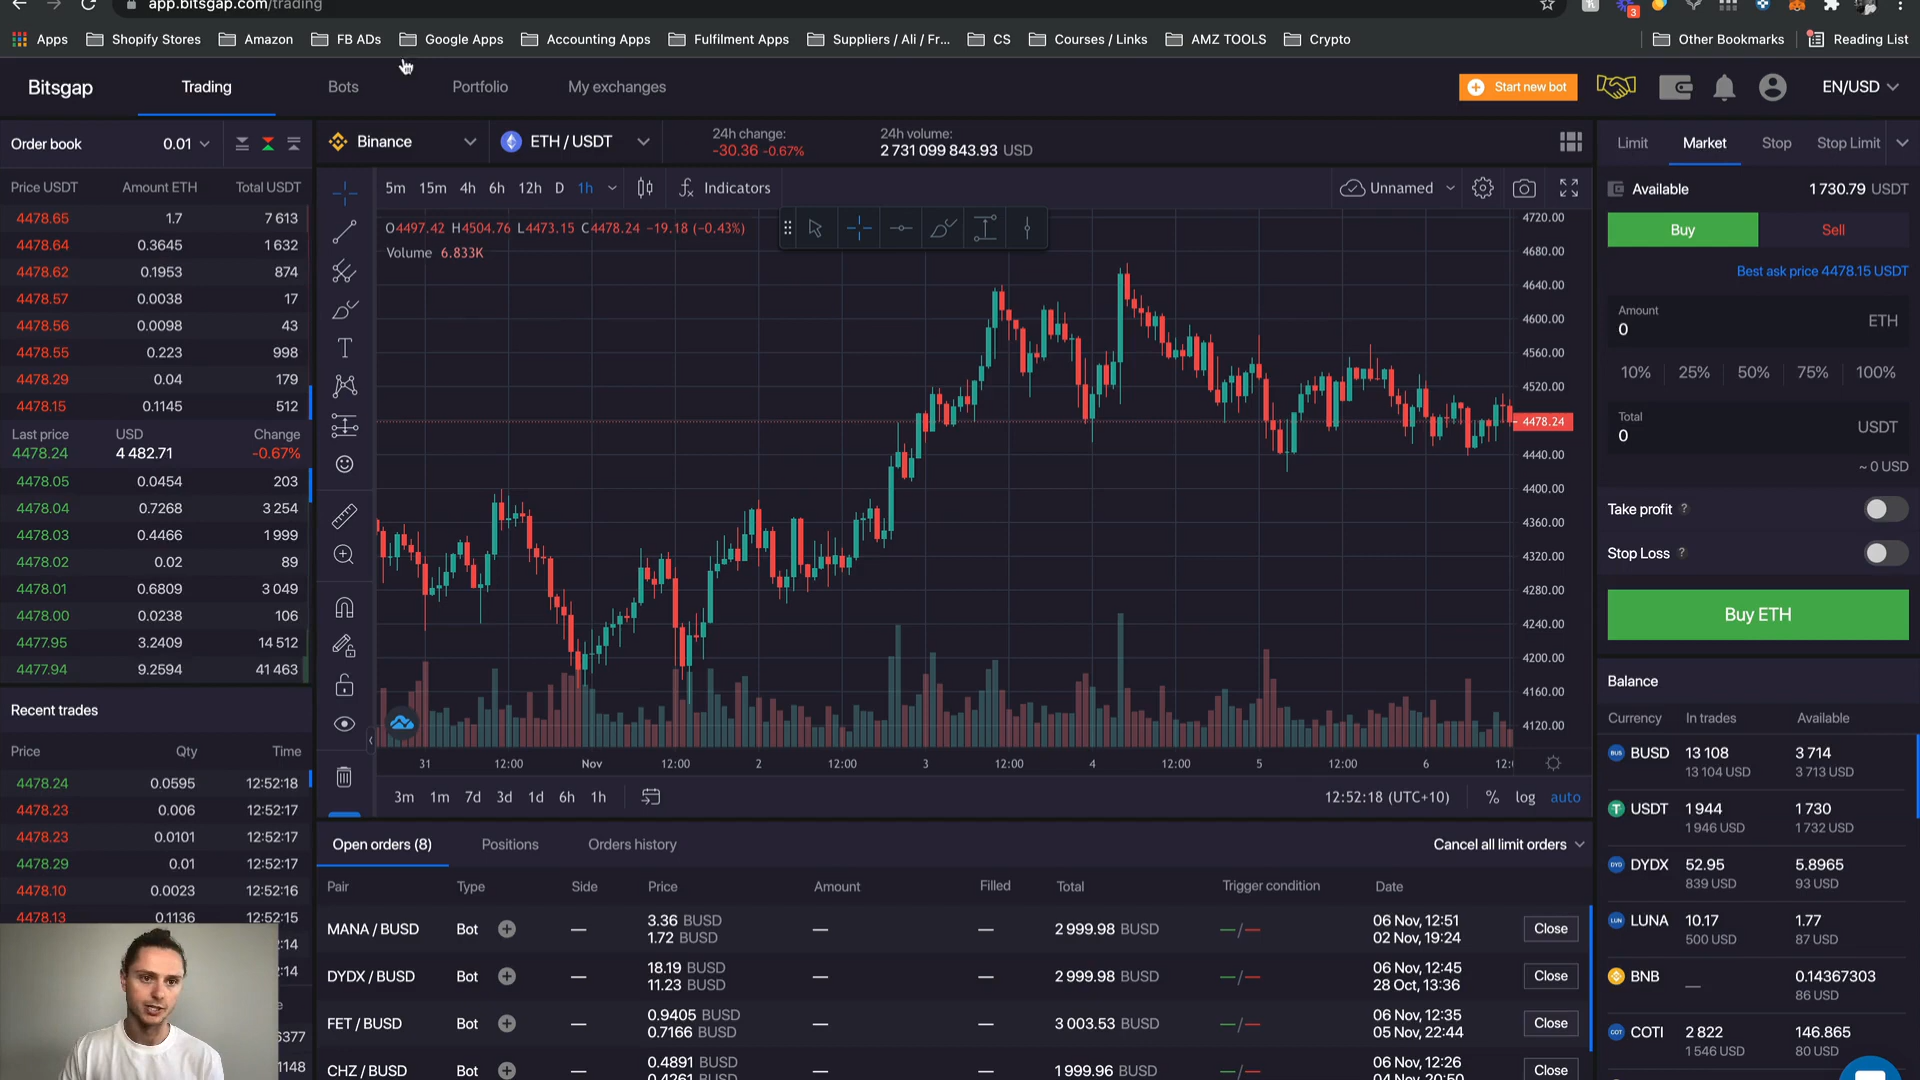 app.bitsgap.com/trading
3
Apps Shopify Stores Amazon FB ADs Google Apps Accounting Apps Fulfilment Apps Suppliers / Ali / Fr... CS Courses / Links AMZ TOOLS Crypto Other Bookmarks Reading List
Bitsgap Trading Bots Portfolio My exchanges Start new bot EN/USD
Order book 0.01
Price USDT Amount ETH Total USDT
4478.65 1.7 7 613
4478.64 0.3645 1 632
4478.62 0.1953 874
4478.57 0.0038 17
4478.56 0.0098 43
4478.55 0.223 998
4478.29 0.04 179
4478.15 0.1145 512
Last price USD Change
4478.24 4 482.71 -0.67%
4478.05 0.0454 203
4478.04 0.7268 3 254
4478.03 0.4466 1 999
4478.02 0.02 89
4478.01 0.6809 3 049
4478.00 0.0238 106
4477.95 3.2409 14 512
4477.94 9.2594 41 463
Recent trades
Price Qty Time
4478.24 0.0595 12:52:18
4478.23 0.006 12:52:17
4478.23 0.0101 12:52:17
4478.29 0.01 12:52:17
4478.10 0.0023 12:52:16
4478.13 0.1136 12:52:15
:14
:14
e
6377
1148
Binance ETH / USDT
24h change:
-30.36 -0.67%
24h volume:
2 731 099 843.93 USD
5m 15m 4h 6h 12h D 1h Indicators Unnamed
O4497.42 H4504.76 L4473.15 C4478.24 -19.18 (-0.43%)
Volume 6.833K
4720.00
4680.00
4640.00
4600.00
4560.00
4520.00
4478.24
4440.00
4400.00
4360.00
4320.00
4280.00
4240.00
4200.00
4160.00
4120.00
31 12:00 Nov 12:00 2 12:00 3 12:00 4 12:00 5 12:00 6 12:
3m 1m 7d 3d 1d 6h 1h 12:52:18 (UTC+10) % log auto
Open orders (8) Positions Orders history Cancel all limit orders
Pair Type Side Price Amount Filled Total Trigger condition Date
MANA / BUSD Bot — 3.36 BUSD — — 2 999.98 BUSD —/— 06 Nov, 12:51 Close
1.72 BUSD 02 Nov, 19:24
DYDX / BUSD Bot — 18.19 BUSD — — 2 999.98 BUSD —/— 06 Nov, 12:45 Close
11.23 BUSD 28 Oct, 13:36
FET / BUSD Bot — 0.9405 BUSD — — 3 003.53 BUSD —/— 06 Nov, 12:35 Close
0.7166 BUSD 05 Nov, 22:44
CHZ / BUSD Bot — 0.4891 BUSD — — 1 999.96 BUSD —/— 06 Nov, 12:26 Close
0.4261 BUSD 04 Nov, 20:50
Limit Market Stop Stop Limit
Available 1 730.79 USDT
Buy Sell
Best ask price 4478.15 USDT
Amount
0 ETH
10% 25% 50% 75% 100%
Total
0 USDT
~ 0 USD
Take profit ?
Stop Loss ?
Buy ETH
Balance
Currency In trades Available
BUSD 13 108 3 714
13 104 USD 3 713 USD
USDT 1 944 1 730
1 946 USD 1 732 USD
DYDX 52.95 5.8965
839 USD 93 USD
LUNA 10.17 1.77
500 USD 87 USD
BNB — 0.14367303
86 USD
COTI 2 822 146.865
1 546 USD 80 USD